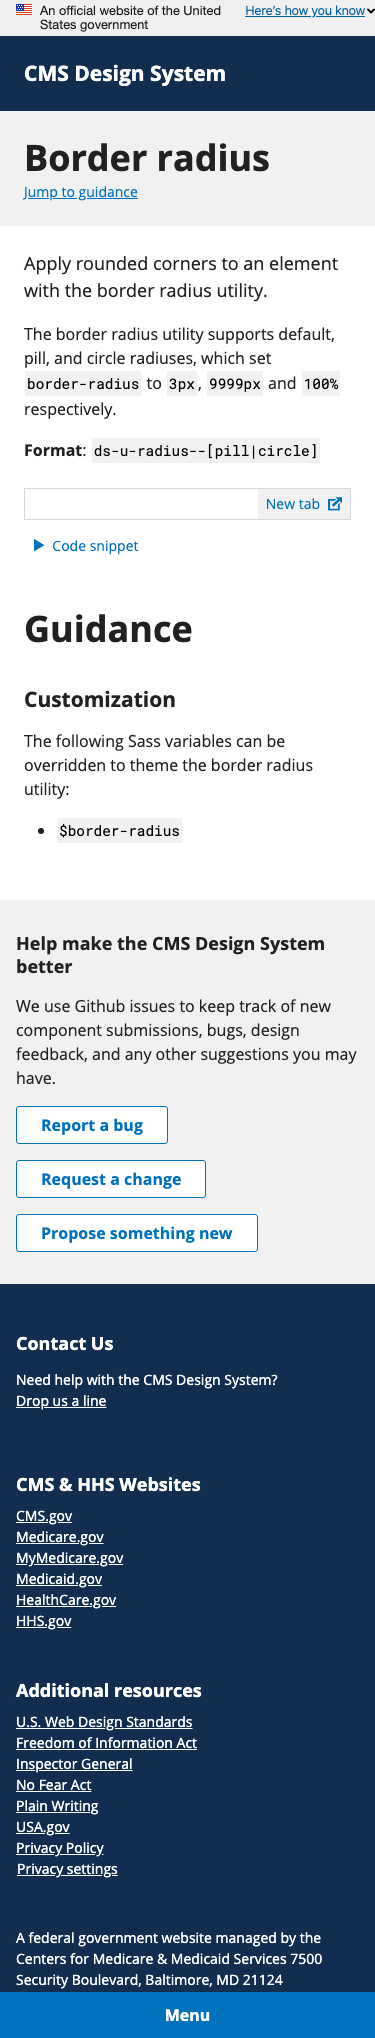 An official website of the United
States government
Here's how you know
CMS Design System
Border radius
Jump to guidance
Apply rounded corners to an element
with the border radius utility.
The border radius utility supports default,
pill, and circle radiuses, which set
border-radius to 3px, 9999px and 100%
respectively.
Format: ds-u-radius--[pill|circle]
New tab
Code snippet
Guidance
Customization
The following Sass variables can be
overridden to theme the border radius
utility:
• $border-radius
Help make the CMS Design System
better
We use Github issues to keep track of new
component submissions, bugs, design
feedback, and any other suggestions you may
have.
Report a bug
Request a change
Propose something new
Contact Us
Need help with the CMS Design System?
Drop us a line
CMS & HHS Websites
CMS.gov
Medicare.gov
MyMedicare.gov
Medicaid.gov
HealthCare.gov
HHS.gov
Additional resources
U.S. Web Design Standards
Freedom of Information Act
Inspector General
No Fear Act
Plain Writing
USA.gov
Privacy Policy
Privacy settings
A federal government website managed by the
Centers for Medicare & Medicaid Services 7500
Security Boulevard, Baltimore, MD 21124
Menu